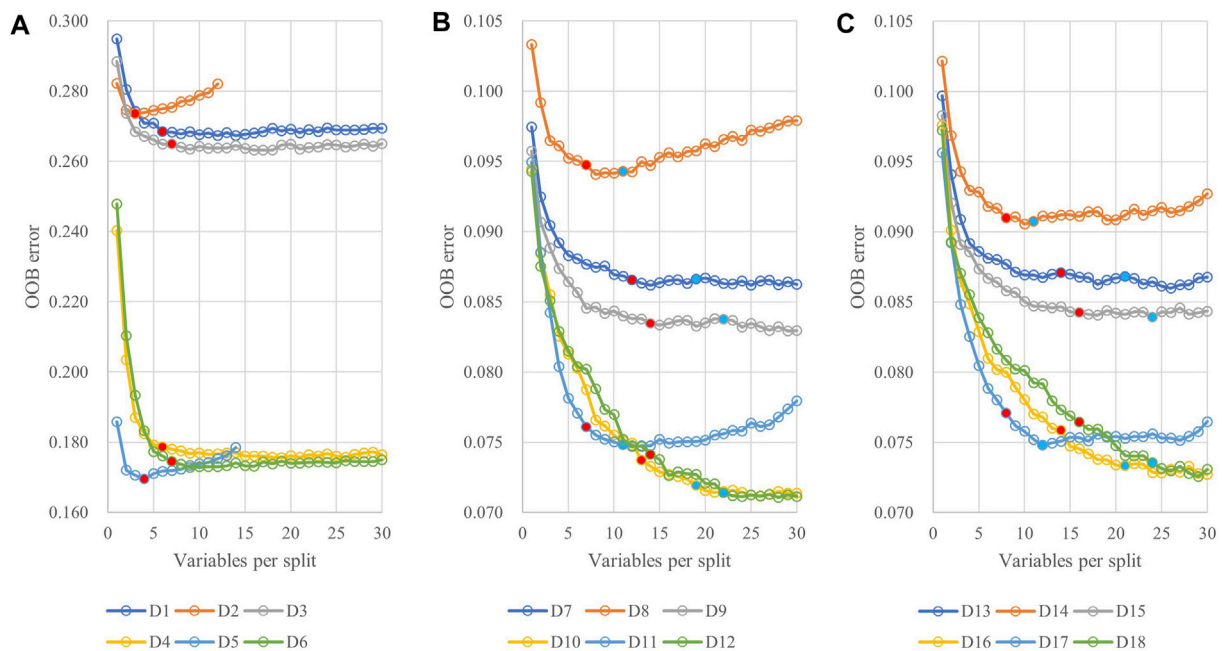 A
B
C
0.300
0.280
0.260
0.240
0.220
0.200
0.180
0.160
OOB error
0 5 10 15 20 25 30
Variables per split
D1 D2 D3
D4 D5 D6
0.105
0.100
0.095
0.090
0.085
0.080
0.075
0.070
OOB error
0 5 10 15 20 25 30
Variables per split
D7 D8 D9
D10 D11 D12
0.105
0.100
0.095
0.090
0.085
0.080
0.075
0.070
OOB error
0 5 10 15 20 25 30
Variables per split
D13 D14 D15
D16 D17 D18